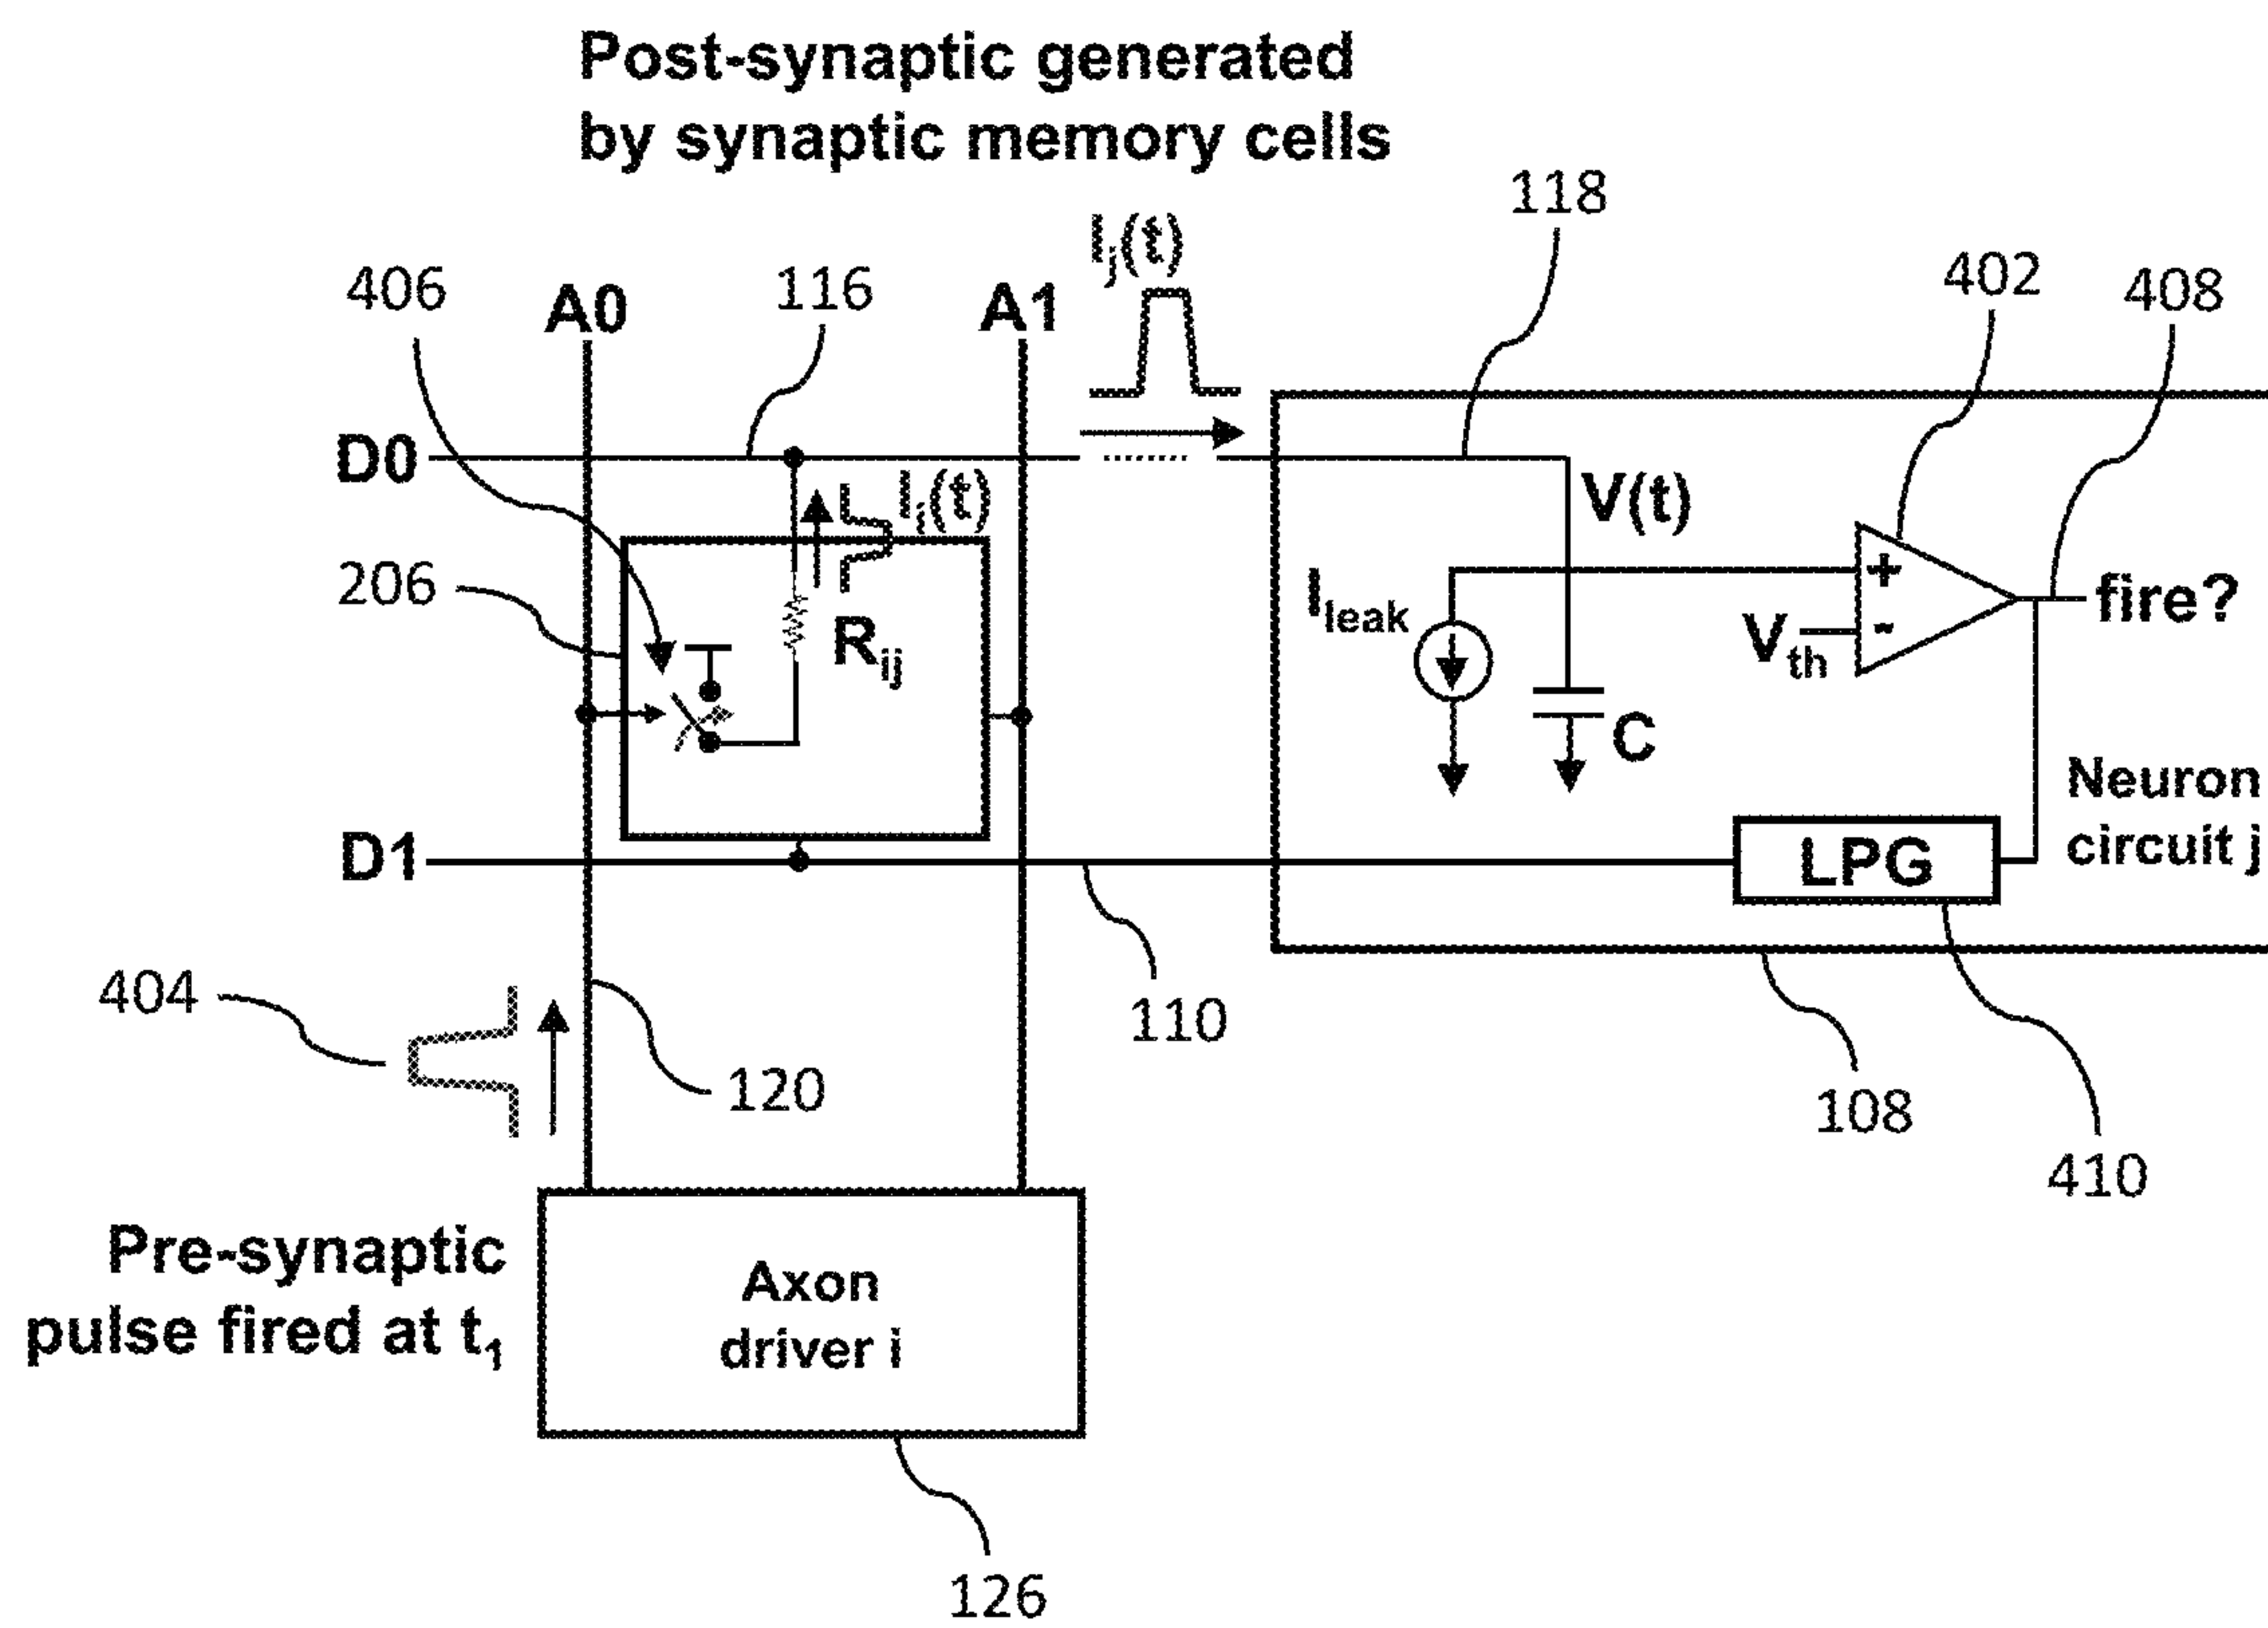 Post-synaptic generated
by synaptic memory cells
118
Ij(t)
402
408
406
A0
116
A1
D0
Ii(t)
V(t)
206
Rij
Ileak
+
-
Vth
fire?
C
Neuron
circuit j
D1
LPG
404
110
120
108
410
Pre-synaptic
pulse fired at t1
Axon
driver i
126